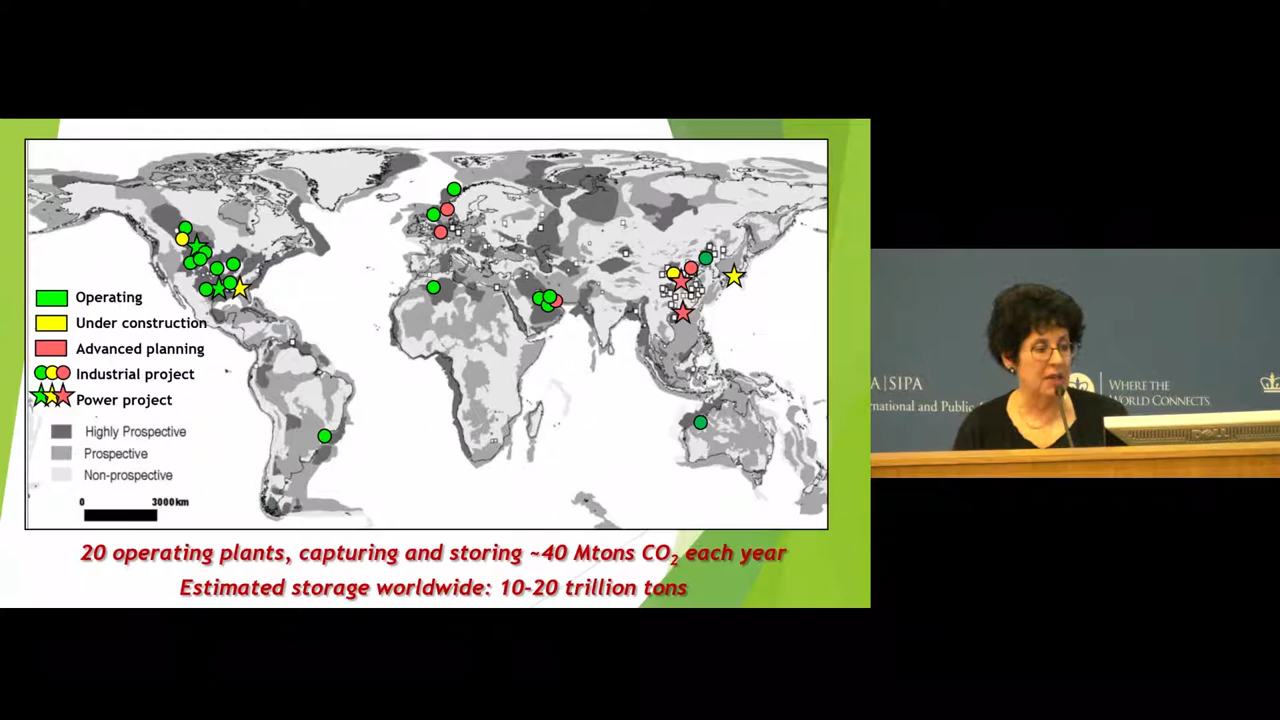 Operating
Under construction
Advanced planning
Industrial project
Power project
Highly Prospective
Prospective
Non-prospective
0 3000km
20 operating plants, capturing and storing ~40 Mtons CO2 each year
Estimated storage worldwide: 10-20 trillion tons
A|SIPA
WHERE THE
WORLD CONNECTS
DELL